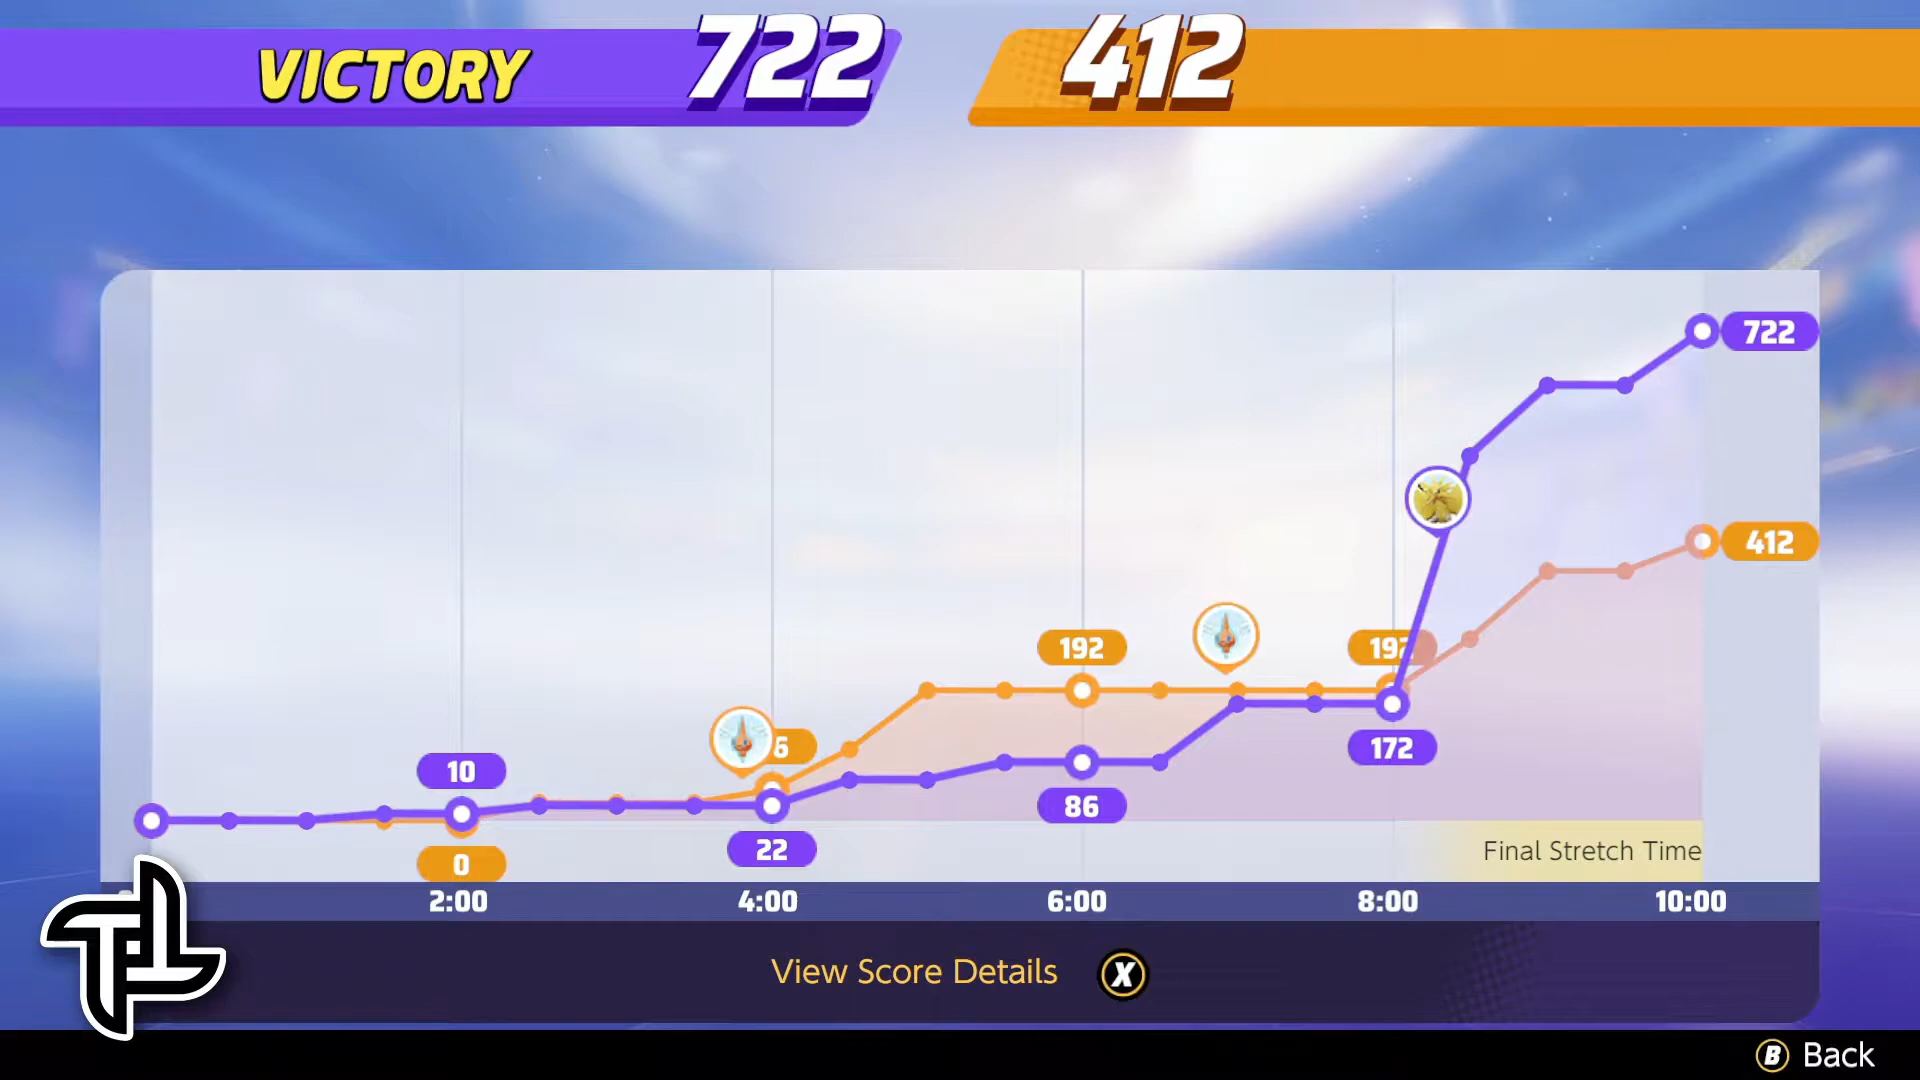 VICTORY 722 412
722
412
192 192
6
10 172
86
22
0
Final Stretch Time
2:00 4:00 6:00 8:00 10:00
View Score Details X
B Back